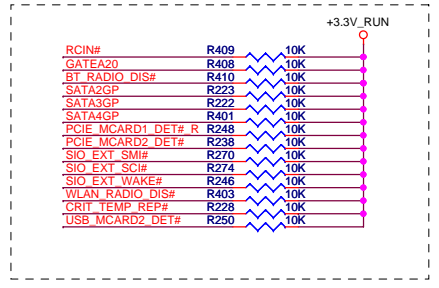 +3.3V_RUN
RCIN# R409 10K
GATEA20 R408 10K
BT_RADIO_DIS# R410 10K
SATA2GP R223 10K
SATA3GP R222 10K
SATA4GP R401 10K
PCIE_MCARD1_DET#_R R248 10K
PCIE_MCARD2_DET# R238 10K
SIO_EXT_SMI# R270 10K
SIO_EXT_SCI# R274 10K
SIO_EXT_WAKE# R246 10K
WLAN_RADIO_DIS# R403 10K
CRIT_TEMP_REP# R228 10K
USB_MCARD2_DET# R250 10K